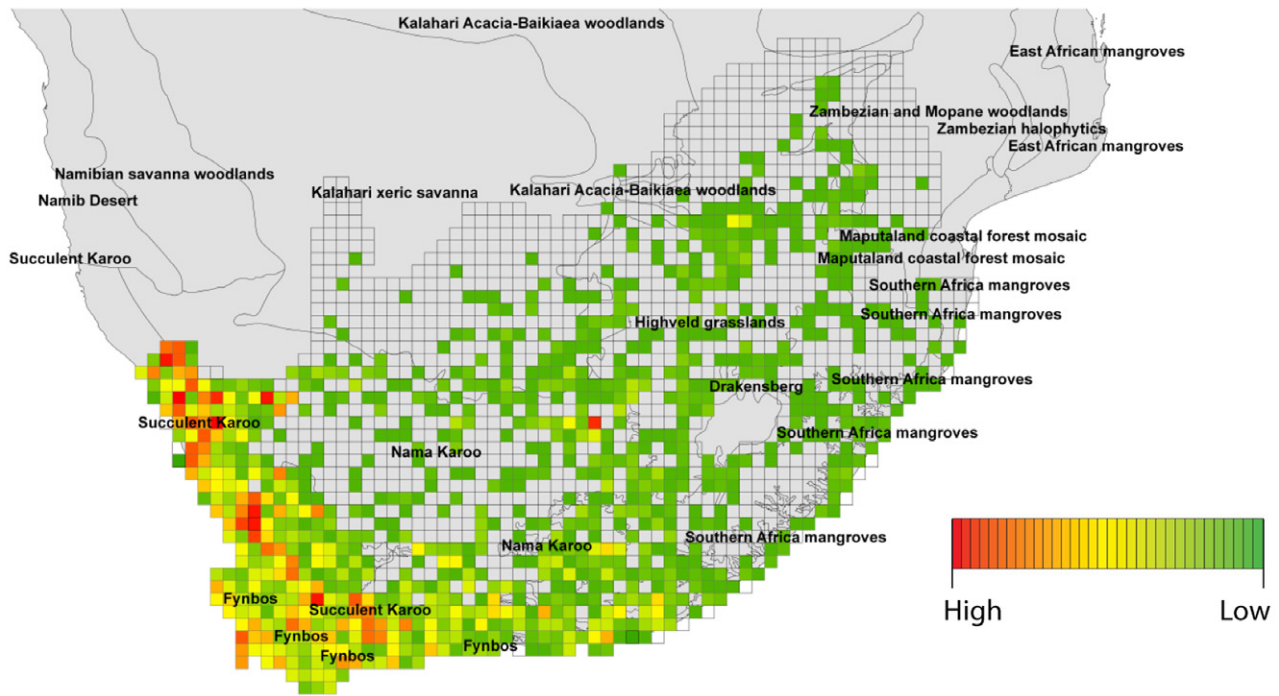 Kalahari Acacia-Baikiaea woodlands
East African mangroves
Zambezian and Mopane woodlands
Zambezian halophytics
East African mangroves
Namibian savanna woodlands
Kalahari xeric savanna
Kalahari Acacia-Baikiaea woodlands
Namib Desert
Maputaland coastal forest mosaic
Succulent Karoo
Maputaland coastal forest mosaic
Southern Africa mangroves
Southern Africa mangroves
Highveld grasslands
Drakensberg
Southern Africa mangroves
Succulent Karoo
Southern Africa mangroves
Nama Karoo
Nama Karoo
Southern Africa mangroves
Fynbos
Succulent Karoo
Fynbos
Fynbos
Fynbos
High
Low